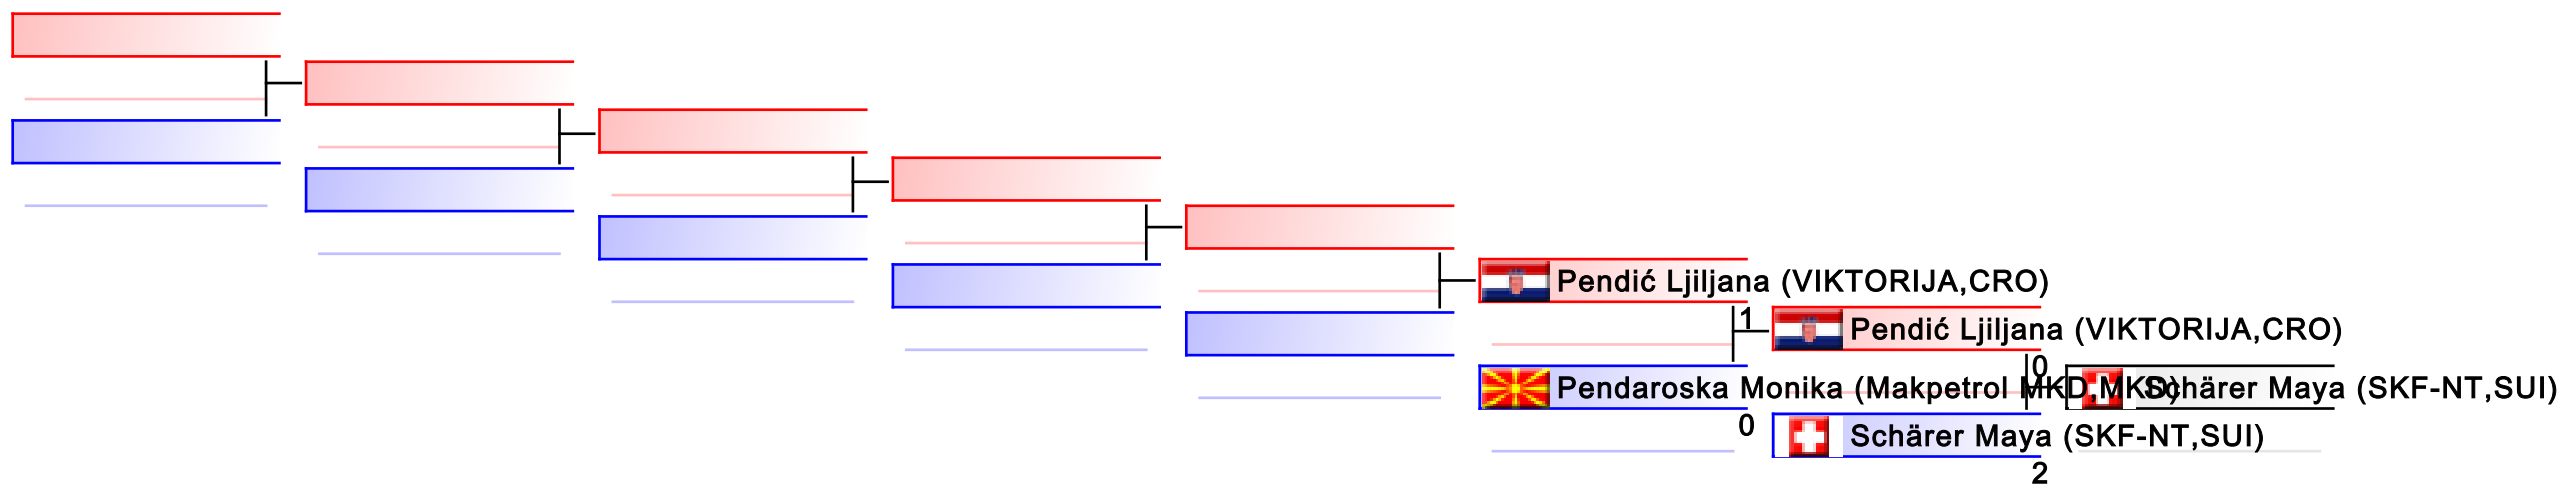 Pendić Ljiljana (VIKTORIJA,CRO)
1
Pendić Ljiljana (VIKTORIJA,CRO)
0
Pendaroska Monika (Makpetrol MKD,MKD)
Schärer Maya (SKF-NT,SUI)
0
Schärer Maya (SKF-NT,SUI)
2